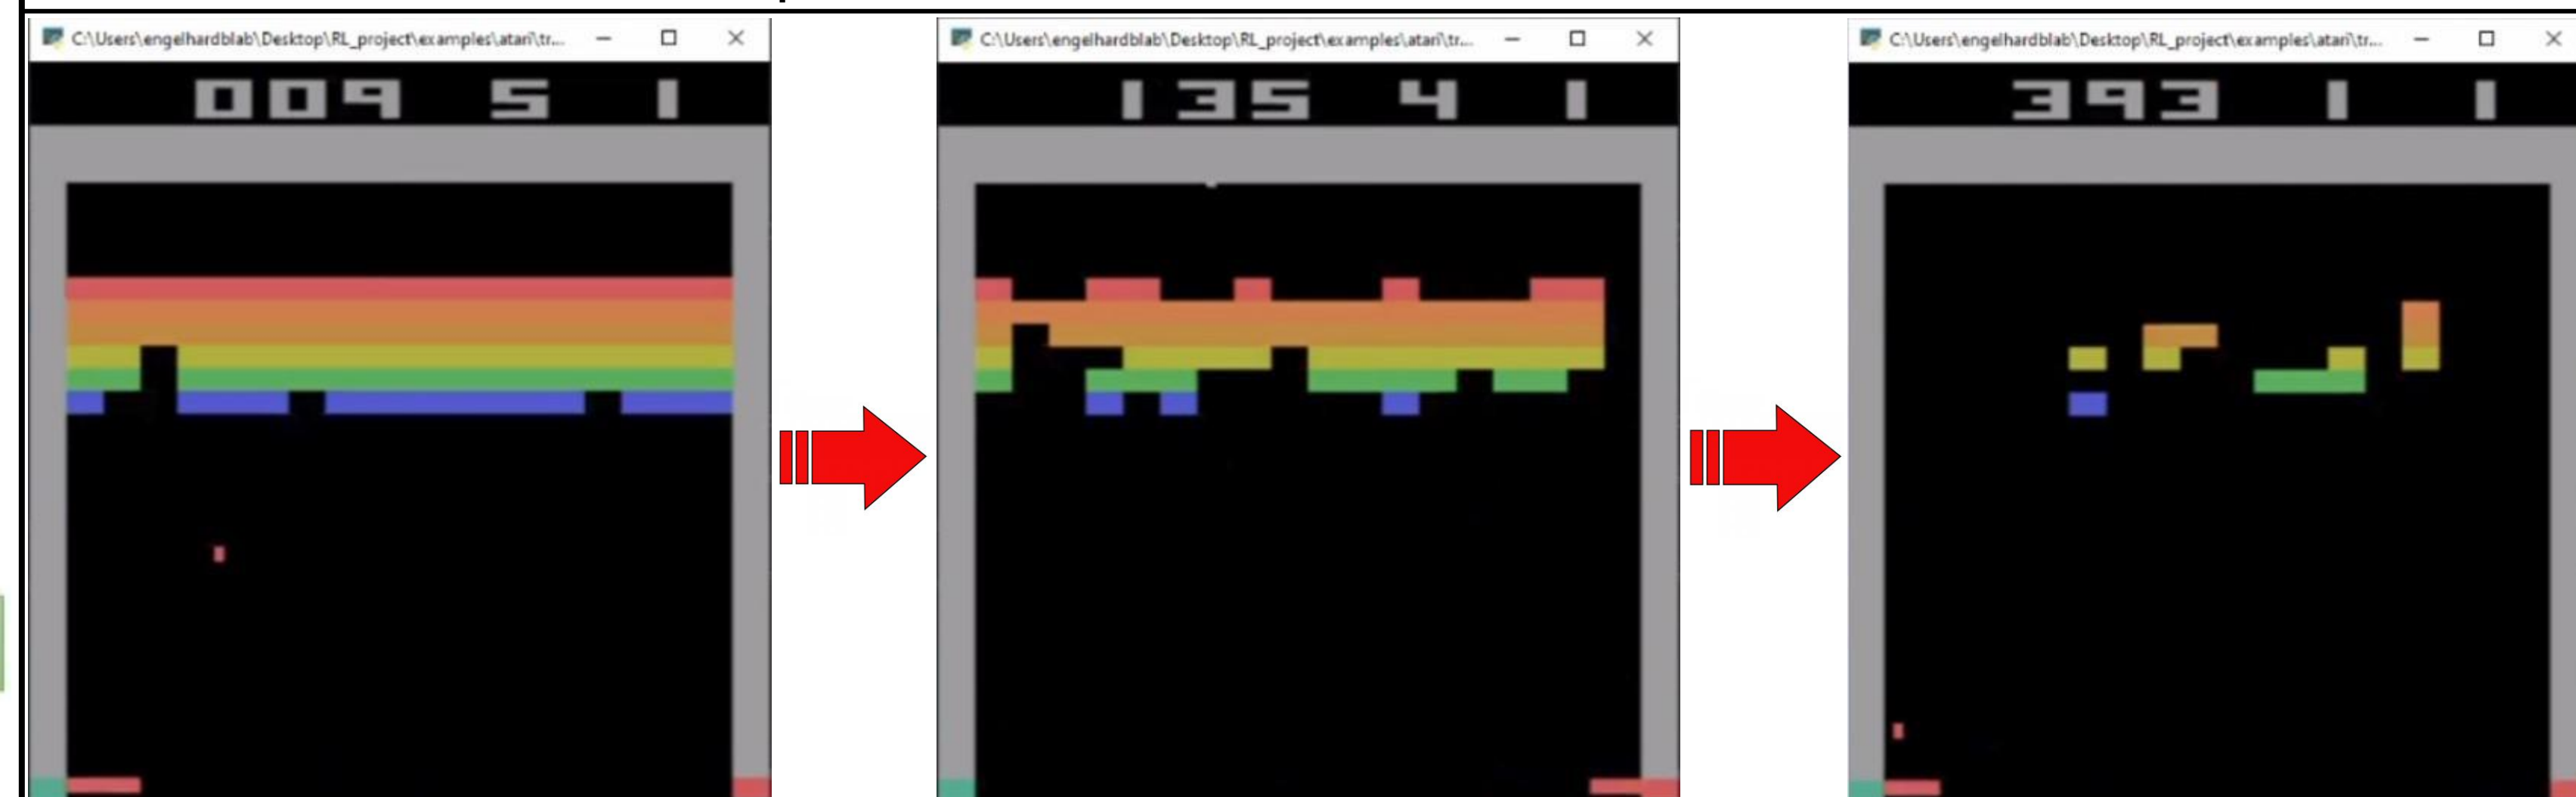 C:\Users\engelhardblab\Desktop\RL_project\examples\atari\tr...
009 5 1
C:\Users\engelhardblab\Desktop\RL_project\examples\atari\tr...
135 4 1
C:\Users\engelhardblab\Desktop\RL_project\examples\atari\tr...
393 1 1